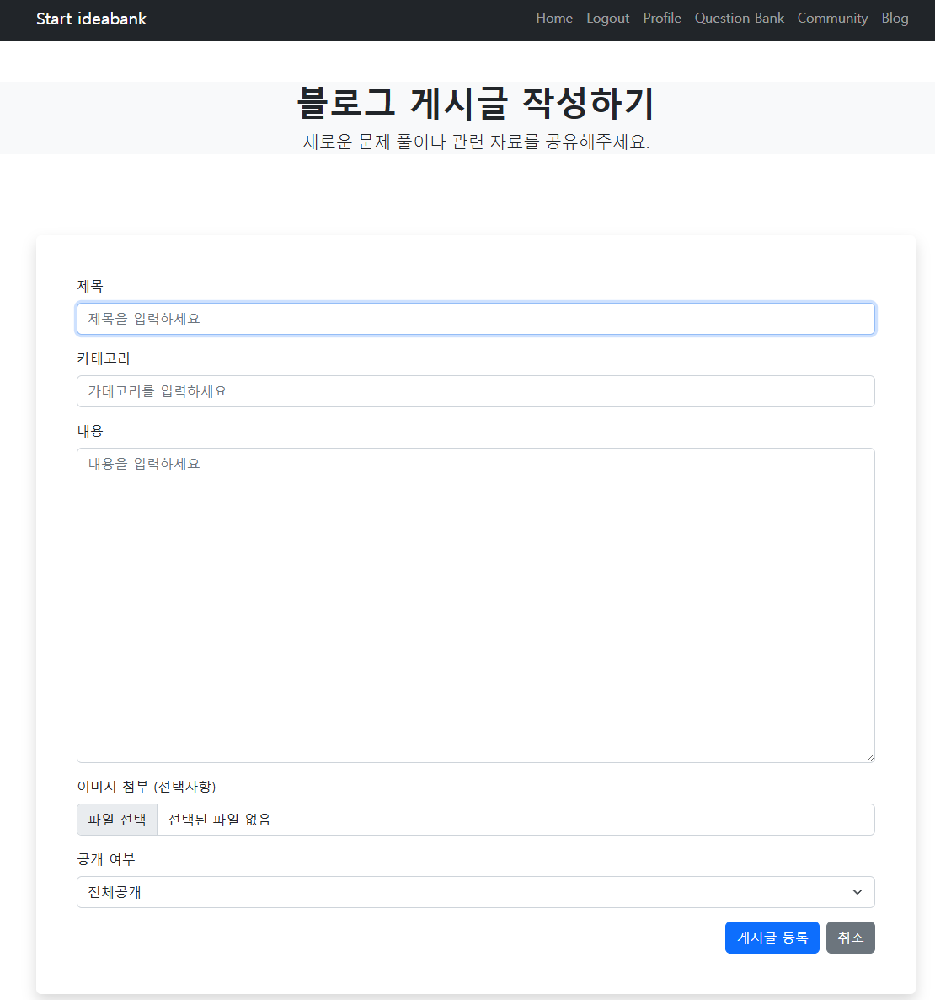 Start ideabank
Home Logout Profile Question Bank Community Blog
블로그 게시글 작성하기
새로운 문제 풀이나 관련 자료를 공유해주세요.
제목
제목을 입력하세요
카테고리
카테고리를 입력하세요
내용
내용을 입력하세요
이미지 첨부 (선택사항)
파일 선택 선택된 파일 없음
공개 여부
전체공개
게시글 등록 취소